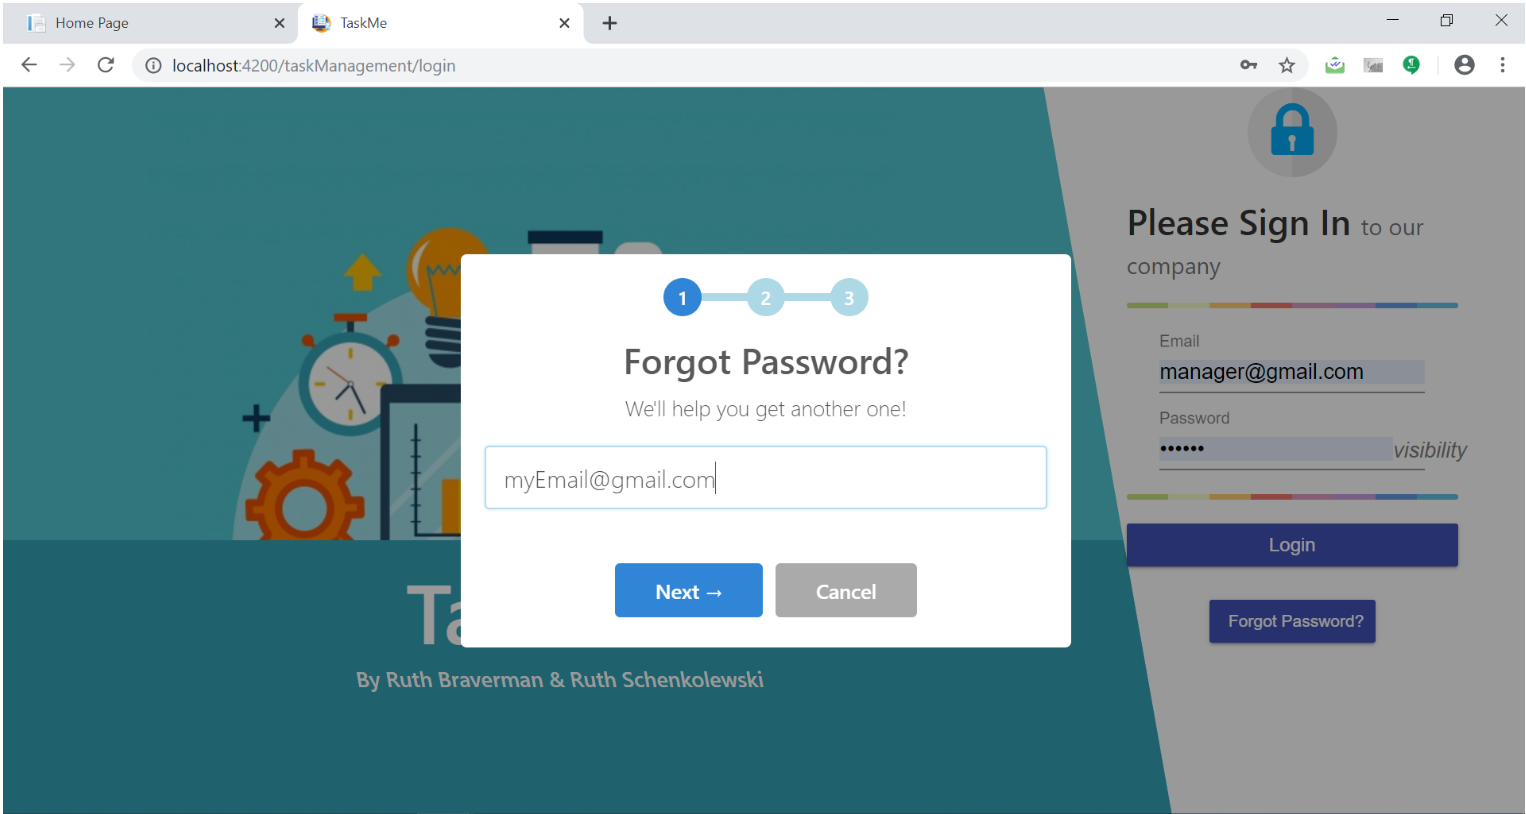 Home Page
TaskMe
localhost:4200/taskManagement/login
Please Sign In to our
company
Email
manager@gmail.com
Password
••••••
visibility
Login
Forgot Password?
1 2 3
Forgot Password?
We'll help you get another one!
myEmail@gmail.com
Next →
Cancel
By Ruth Braverman & Ruth Schenkolewski